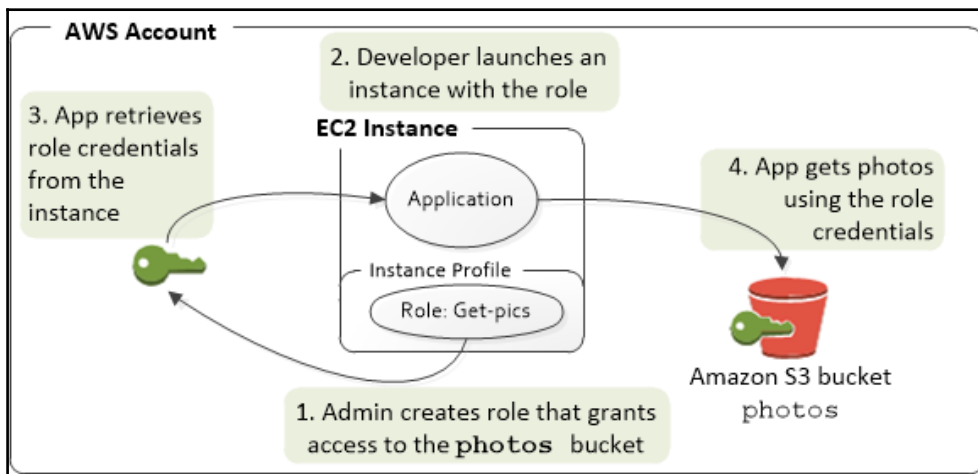 AWS Account
2. Developer launches an
instance with the role
3. App retrieves
role credentials
from the
instance
EC2 Instance
Application
4. App gets photos
using the role
credentials
Instance Profile
Role: Get-pics
Amazon S3 bucket
photos
1. Admin creates role that grants
access to the photos bucket